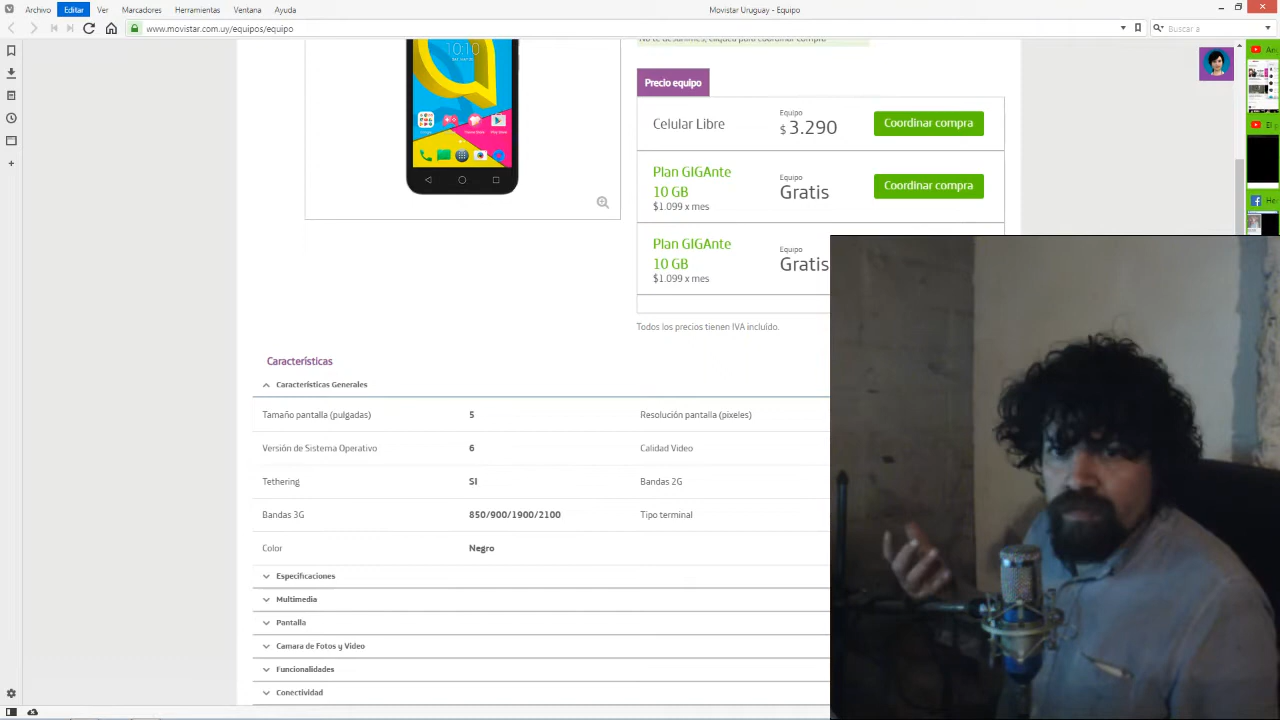 Archivo Editar Ver Marcadores Herramientas Ventana Ayuda
Movistar Uruguay - Equipo
www.movistar.com.uy/equipos/equipo
Buscar a
10:10
Precio equipo
Celular Libre
Equipo
$ 3.290
Coordinar compra
Plan GIGAnte
10 GB
$1.099 x mes
Equipo
Gratis
Coordinar compra
Plan GIGAnte
10 GB
$1.099 x mes
Equipo
Gratis
Todos los precios tienen IVA incluido.
Características
Características Generales
Tamaño pantalla (pulgadas) 5 Resolución pantalla (pixeles)
Versión de Sistema Operativo 6 Calidad Video
Tethering SI Bandas 2G
Bandas 3G 850/900/1900/2100 Tipo terminal
Color Negro
Especificaciones
Multimedia
Pantalla
Camara de Fotos y Video
Funcionalidades
Conectividad